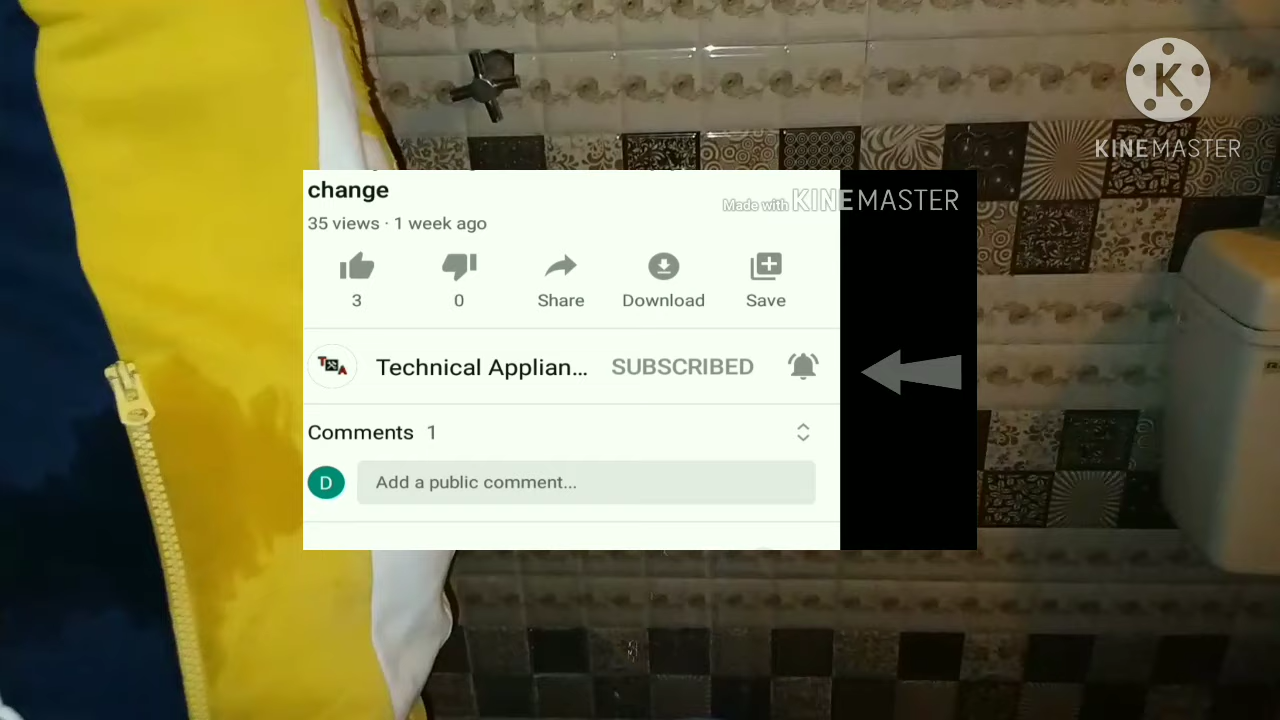 K
KINEMASTER
change
Made with KINEMASTER
35 views · 1 week ago
3
0
Share
Download
Save
T A
Technical Applian...
SUBSCRIBED
Comments 1
D
Add a public comment...